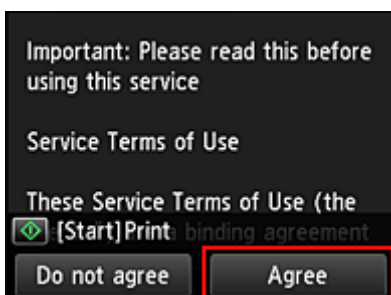 Important: Please read this before
using this service
Service Terms of Use
These Service Terms of Use (the
[Start]Print a binding agreement
Do not agree
Agree